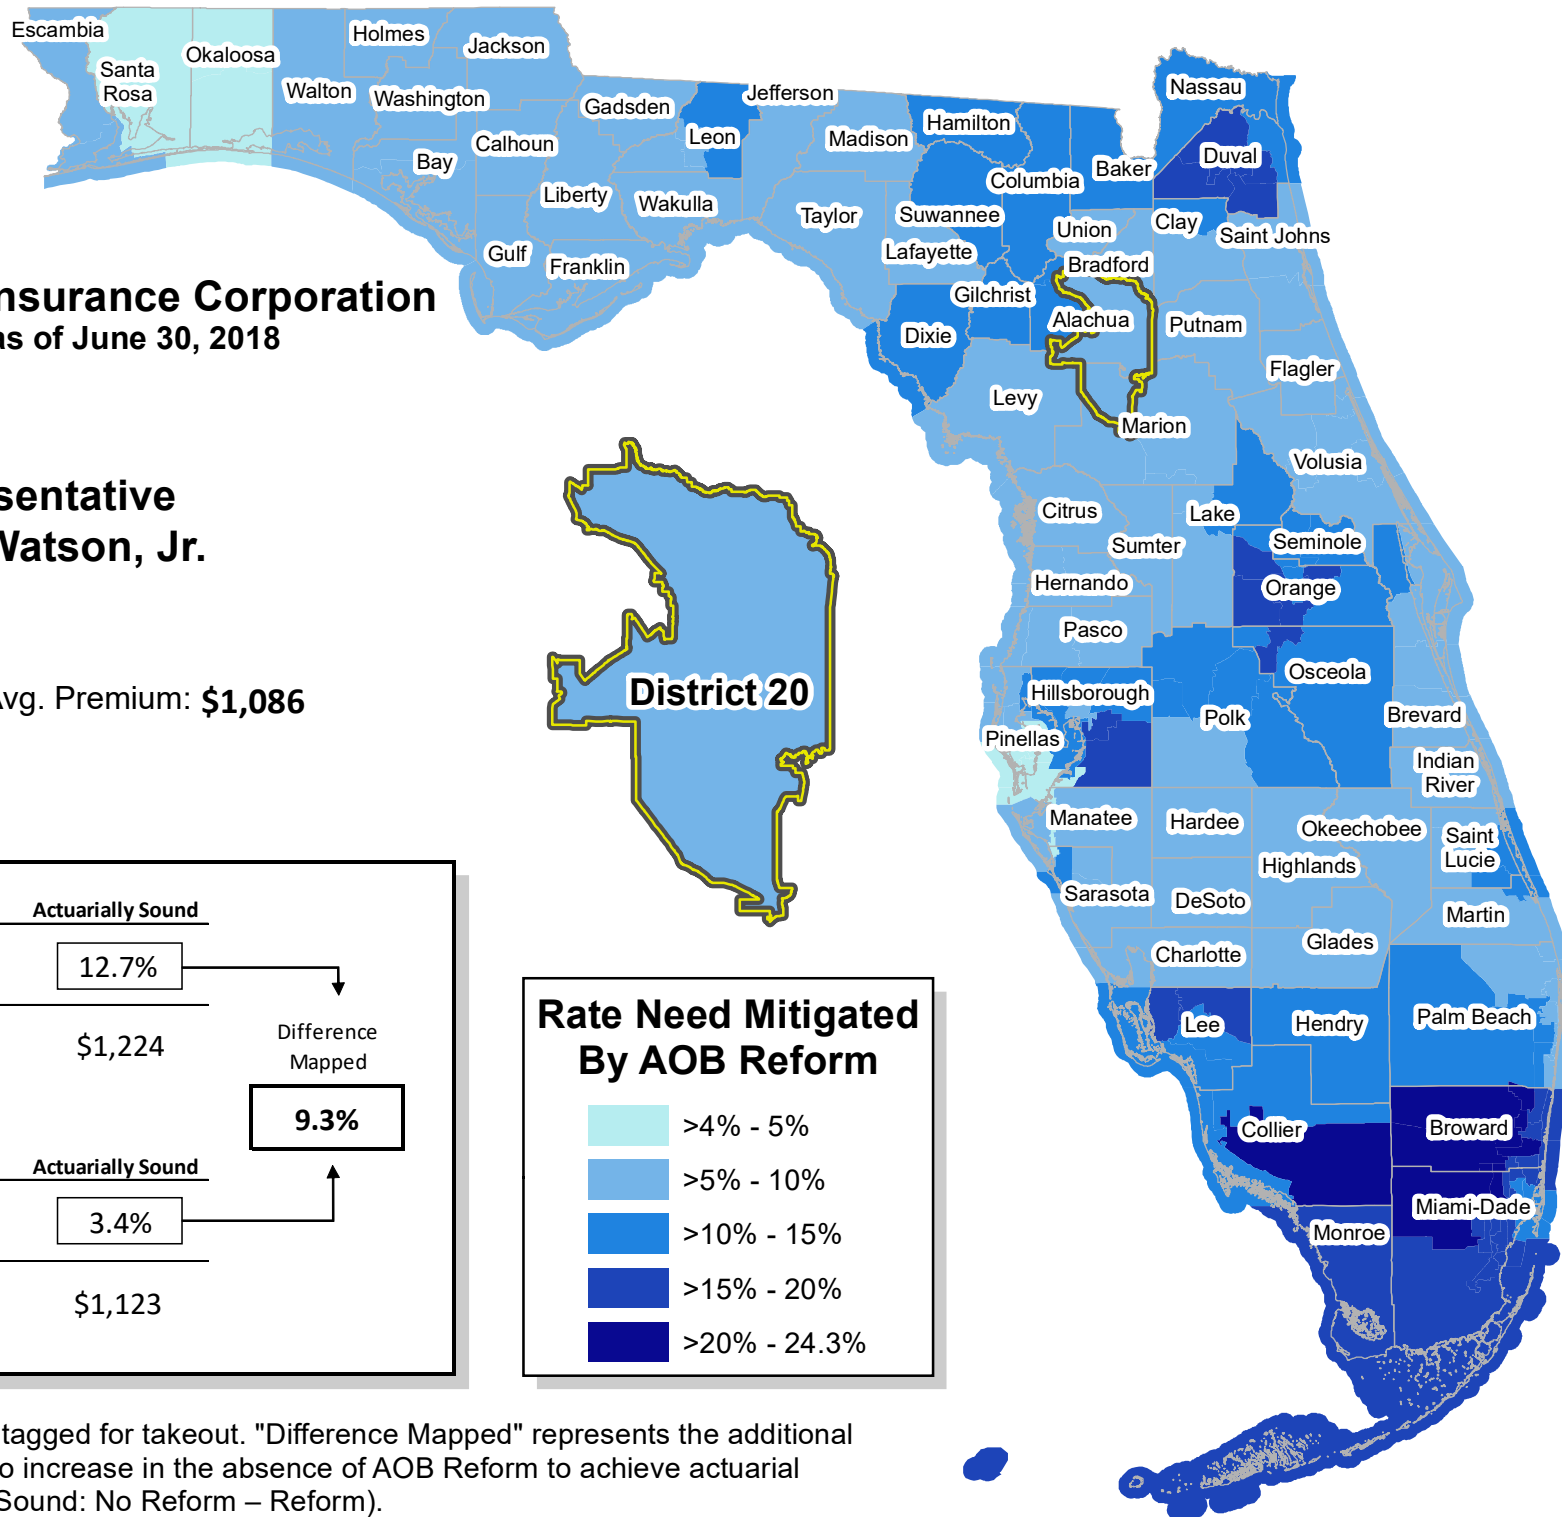 Escambia
Santa
Rosa
Okaloosa
Holmes
Jackson
Walton
Washington
Bay
Calhoun
Gulf
Liberty
Franklin
Gadsden
Leon
Wakulla
Jefferson
Madison
Taylor
Hamilton
Suwannee
Lafayette
Columbia
Baker
Nassau
Duval
Union
Clay
Saint Johns
Bradford
Gilchrist
Dixie
Alachua
Putnam
Levy
Flagler
Marion
Volusia
Citrus
Lake
Sumter
Seminole
Hernando
Orange
Pasco
Osceola
Hillsborough
Polk
Brevard
Pinellas
Indian
River
Manatee
Hardee
Okeechobee
Saint
Lucie
Highlands
Sarasota
DeSoto
Martin
Charlotte
Glades
Lee
Hendry
Palm Beach
Collier
Broward
Miami-Dade
Monroe
nsurance Corporation
as of June 30, 2018
sentative
Watson, Jr.
Avg. Premium: $1,086
District 20
Actuarially Sound
12.7%
$1,224
Difference
Mapped
9.3%
Actuarially Sound
3.4%
$1,123
Rate Need Mitigated
By AOB Reform
>4% - 5%
>5% - 10%
>10% - 15%
>15% - 20%
>20% - 24.3%
tagged for takeout. "Difference Mapped" represents the additional
o increase in the absence of AOB Reform to achieve actuarial
Sound: No Reform – Reform).